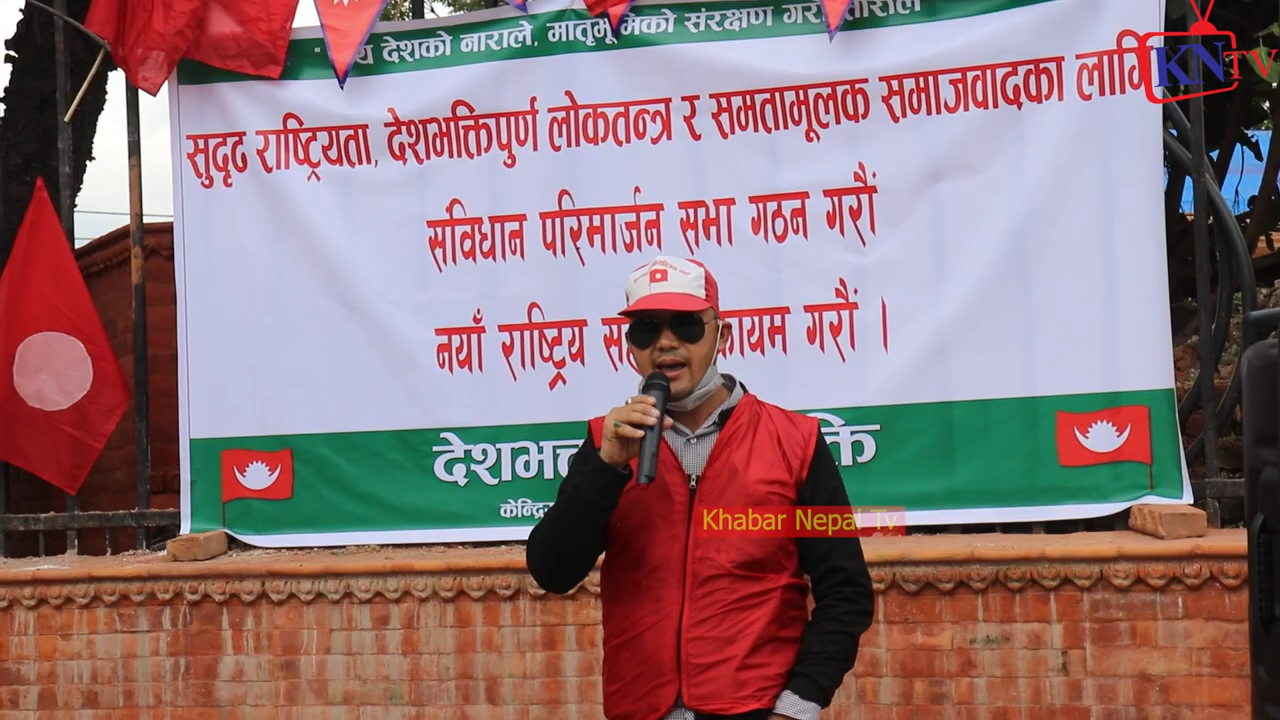 देशको नाराले, मातृभूमिको संरक्षण गरौं
KNTV
सुदृढ राष्ट्रियता, देशभक्तिपुर्ण लोकतन्त्र र समतामूलक समाजवादका लागि
संविधान परिमार्जन सभा गठन गरौं
नयाँ राष्ट्रिय कायम गरौं ।
Khabar Nepal Tv